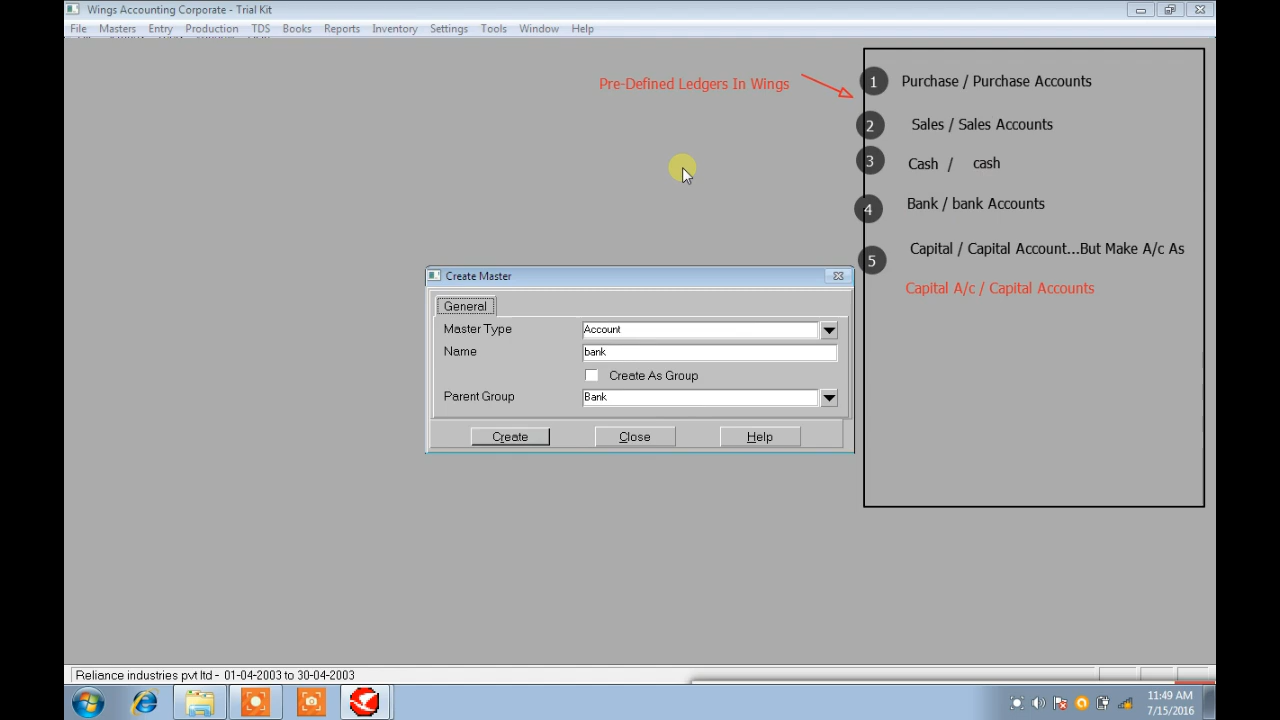 Wings Accounting Corporate - Trial Kit
File Masters Entry Production TDS Books Reports Inventory Settings Tools Window Help
Pre-Defined Ledgers In Wings
1 Purchase / Purchase Accounts
2 Sales / Sales Accounts
3 Cash / cash
4 Bank / bank Accounts
5 Capital / Capital Account...But Make A/c As
Capital A/c / Capital Accounts
Create Master
General
Master Type Account
Name bank
Create As Group
Parent Group Bank
Create Close Help
Reliance industries pvt ltd - 01-04-2003 to 30-04-2003
11:49 AM
7/15/2016